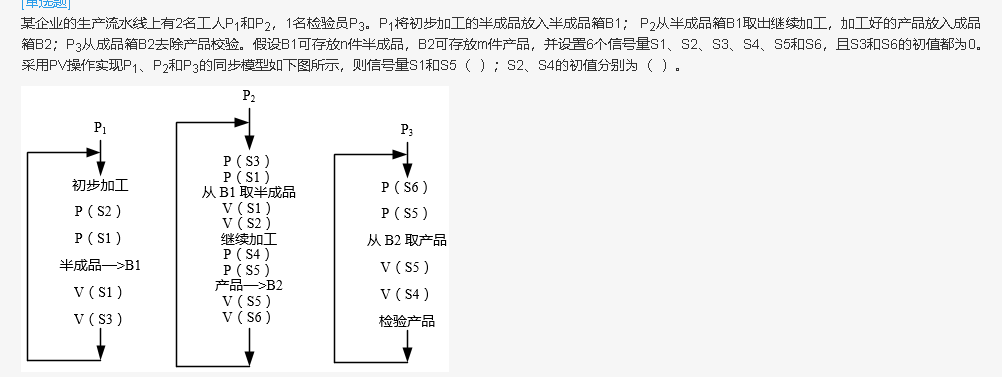 [单选题]
某企业的生产流水线上有2名工人P1和P2，1名检验员P3。P1将初步加工的半成品放入半成品箱B1； P2从半成品箱B1取出继续加工，加工好的产品放入成品
箱B2；P3从成品箱B2去除产品校验。假设B1可存放n件半成品，B2可存放m件产品，并设置6个信号量S1、S2、S3、S4、S5和S6，且S3和S6的初值都为0。
采用PV操作实现P1、P2和P3的同步模型如下图所示，则信号量S1和S5（ ）；S2、S4的初值分别为（ ）。
P1
初步加工
P（S2）
P（S1）
半成品—>B1
V（S1）
V（S3）
P2
P（S3）
P（S1）
从 B1 取半成品
V（S1）
V（S2）
继续加工
P（S4）
P（S5）
产品—>B2
V（S5）
V（S6）
P3
P（S6）
P（S5）
从 B2 取产品
V（S5）
V（S4）
检验产品